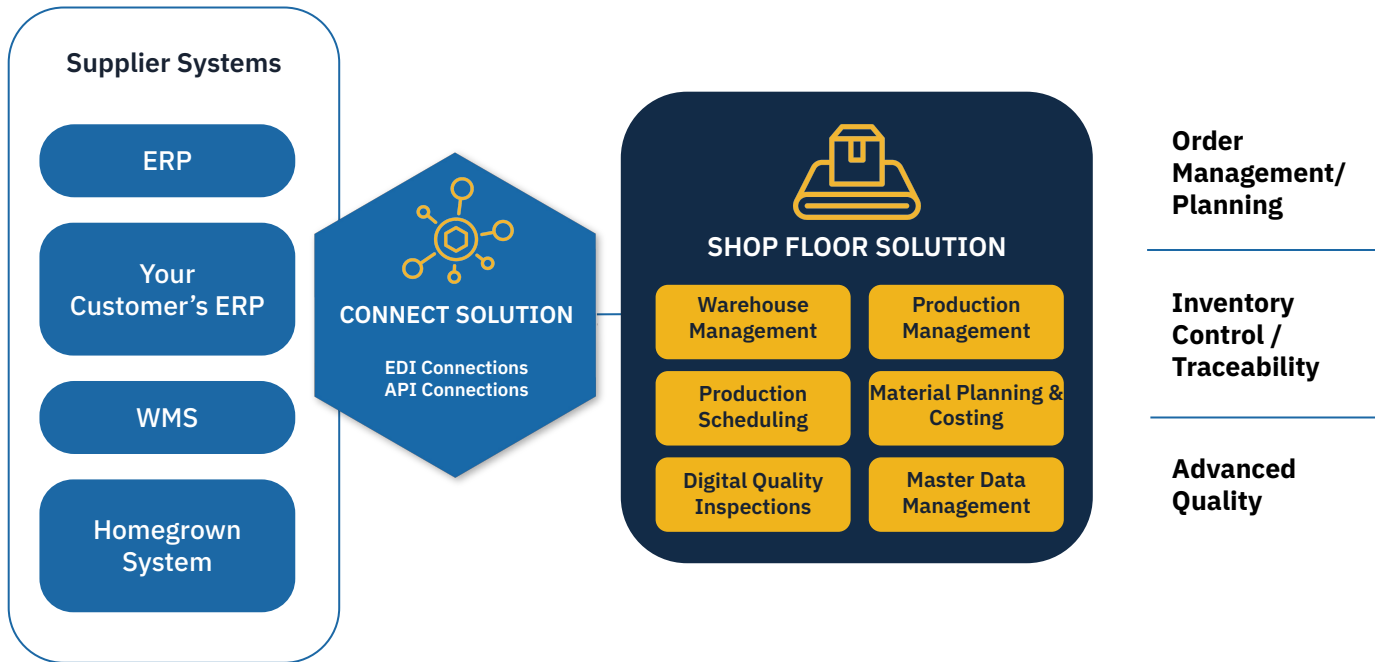 Supplier Systems
ERP
Your
Customer’s ERP
WMS
Homegrown
System
CONNECT SOLUTION
EDI Connections
API Connections
SHOP FLOOR SOLUTION
Warehouse
Management
Production
Management
Production
Scheduling
Material Planning &
Costing
Digital Quality
Inspections
Master Data
Management
Order
Management/
Planning
Inventory
Control /
Traceability
Advanced
Quality